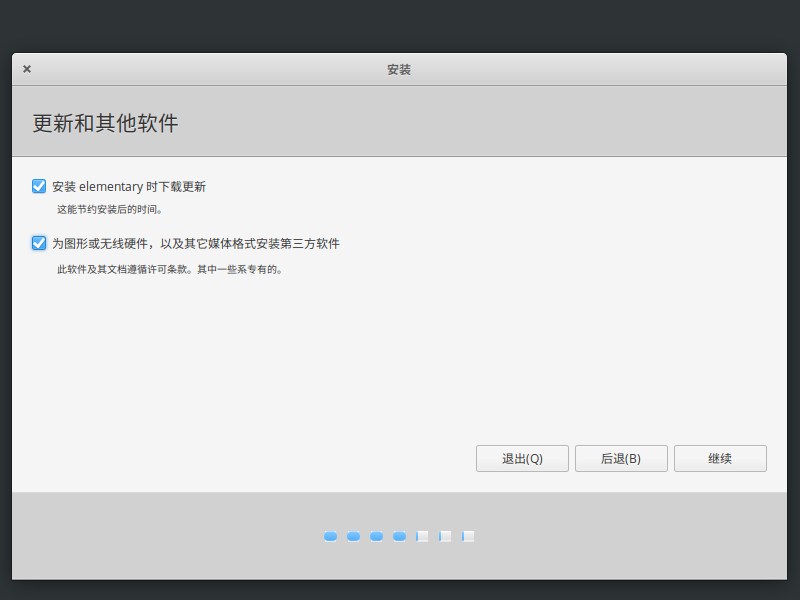 安装
更新和其他软件
安装 elementary 时下载更新
这能节约安装后的时间。
为图形或无线硬件，以及其它媒体格式安装第三方软件
此软件及其文档遵循许可条款。其中一些系专有的。
退出(Q) 后退(B) 继续